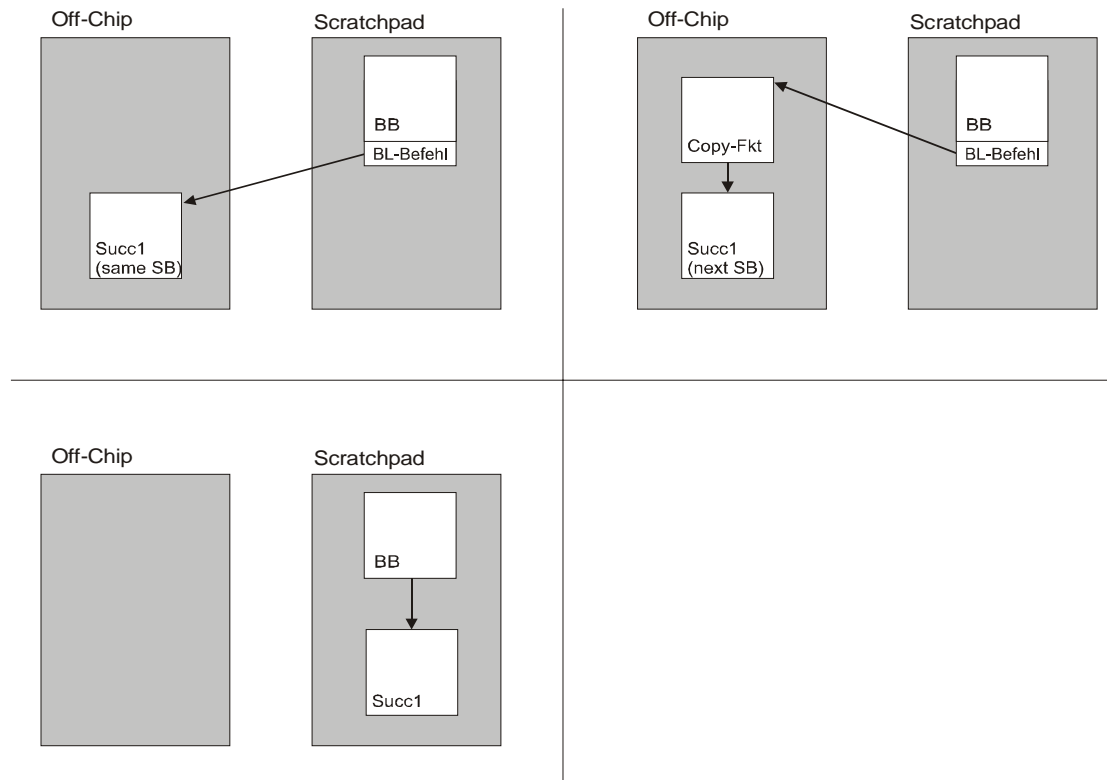 Off-Chip
Scratchpad
BB
BL-Befehl
Succ1
(same SB)
Off-Chip
Scratchpad
BB
Copy-Fkt
BL-Befehl
Succ1
(next SB)
Off-Chip
Scratchpad
BB
Succ1